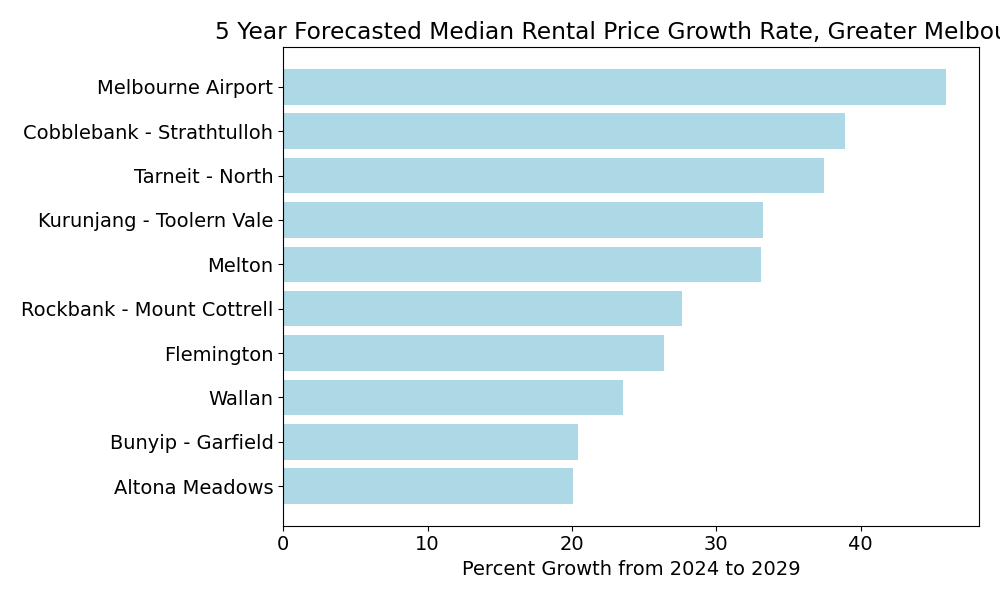 5 Year Forecasted Median Rental Price Growth Rate, Greater
Melbourne Airport
Cobblebank - Strathtulloh
Tarneit - North
Kurunjang - Toolern Vale
Melton
Rockbank - Mount Cottrell
Flemington
Wallan
Bunyip - Garfield
Altona Meadows
0 10 20 30 40
Percent Growth from 2024 to 2029